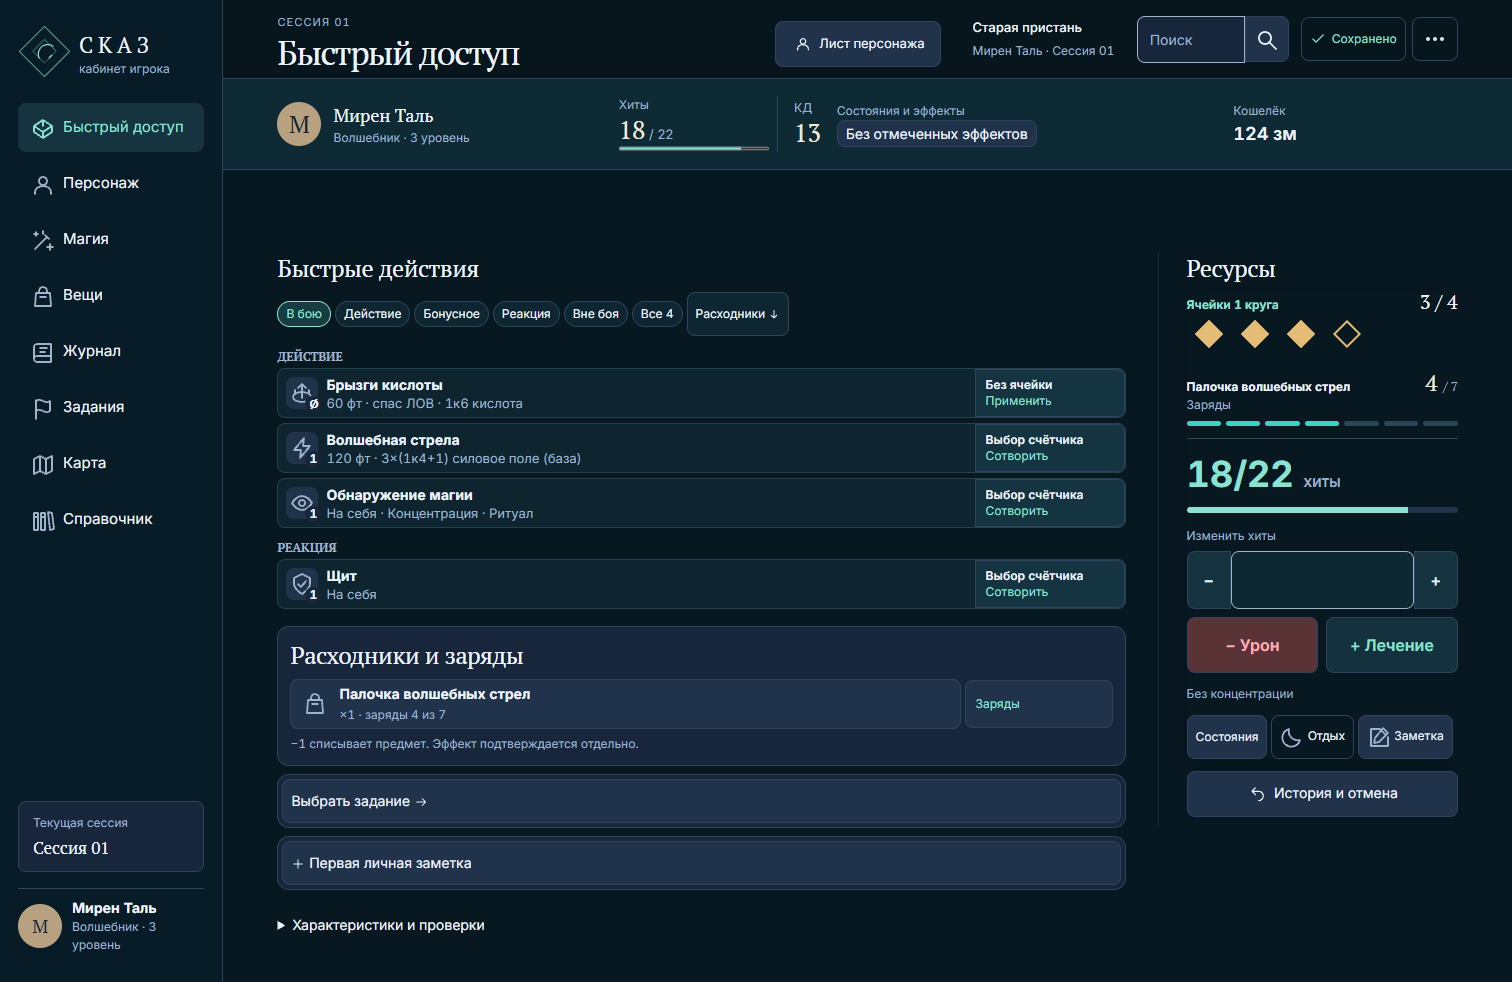 СКАЗ
кабинет игрока
Быстрый доступ
Персонаж
Магия
Вещи
Журнал
Задания
Карта
Справочник
Текущая сессия
Сессия 01
М
Мирен Таль
Волшебник · 3
уровень
СЕССИЯ 01
Быстрый доступ
Лист персонажа
Старая пристань
Мирен Таль · Сессия 01
Поиск
Сохранено
М
Мирен Таль
Волшебник · 3 уровень
Хиты
18 / 22
КД
13
Состояния и эффекты
Без отмеченных эффектов
Кошелёк
124 зм
Быстрые действия
В бою
Действие
Бонусное
Реакция
Вне боя
Все 4
Расходники ↓
ДЕЙСТВИЕ
Ø
Брызги кислоты
60 фт · спас ЛОВ · 1к6 кислота
Без ячейки
Применить
1
Волшебная стрела
120 фт · 3×(1к4+1) силовое поле (база)
Выбор счётчика
Сотворить
1
Обнаружение магии
На себя · Концентрация · Ритуал
Выбор счётчика
Сотворить
РЕАКЦИЯ
1
Щит
На себя
Выбор счётчика
Сотворить
Расходники и заряды
Палочка волшебных стрел
×1 · заряды 4 из 7
Заряды
−1 списывает предмет. Эффект подтверждается отдельно.
Выбрать задание →
+ Первая личная заметка
▶ Характеристики и проверки
Ресурсы
Ячейки 1 круга
3 / 4
Палочка волшебных стрел
4 / 7
Заряды
18/22 хиты
Изменить хиты
−
+
− Урон
+ Лечение
Без концентрации
Состояния
Отдых
Заметка
История и отмена